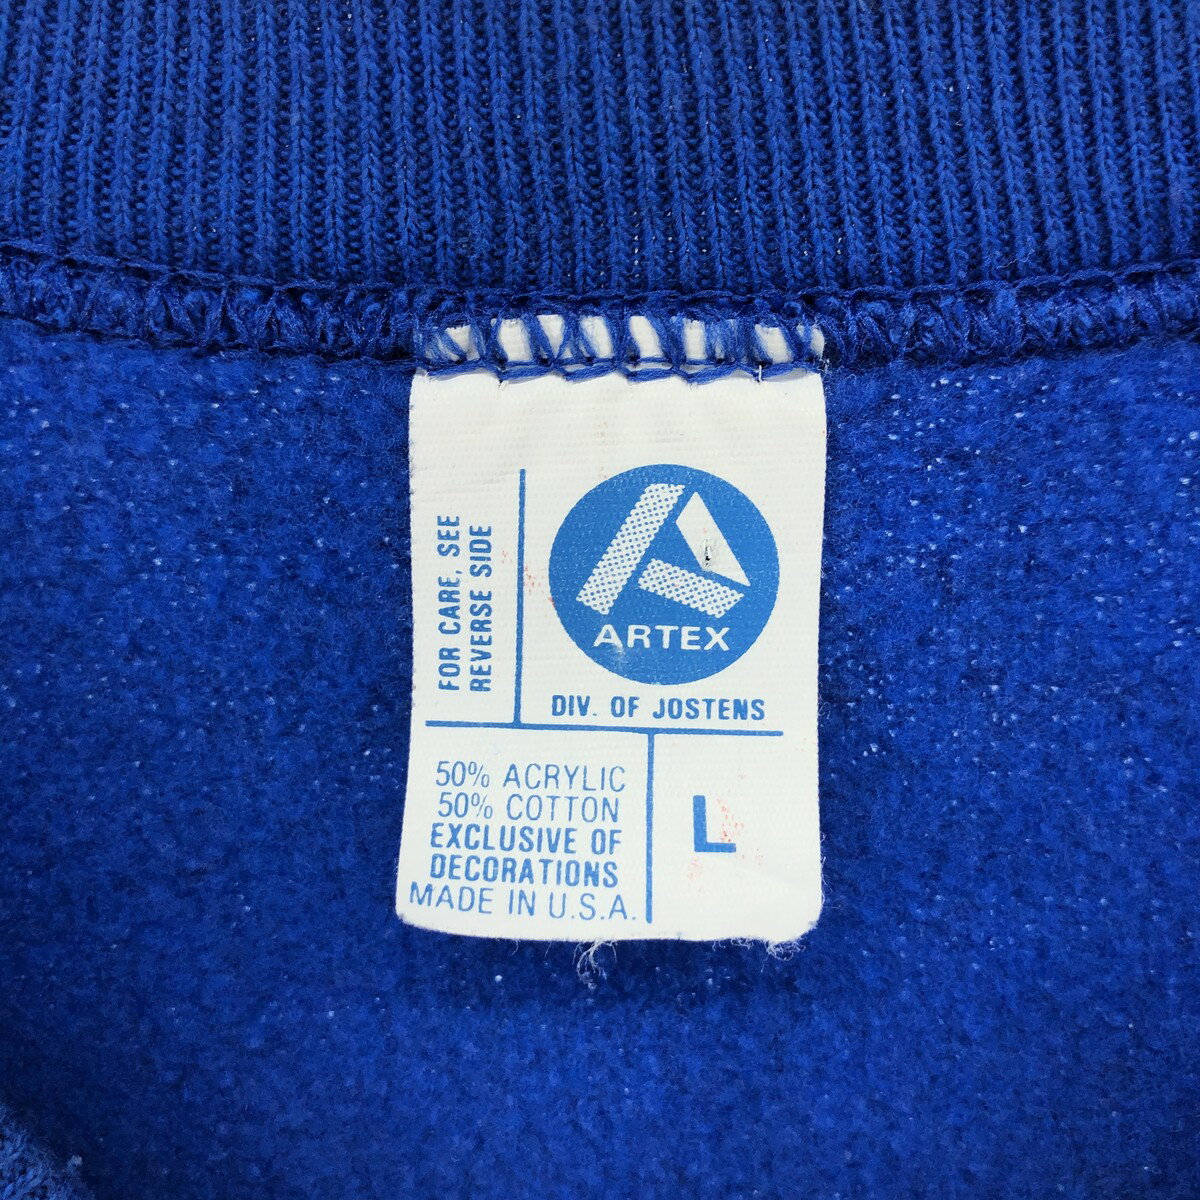 FOR CARE, SEE
REVERSE SIDE
ARTEX
DIV. OF JOSTENS
50% ACRYLIC
50% COTTON
EXCLUSIVE OF
DECORATIONS
MADE IN U.S.A.
L